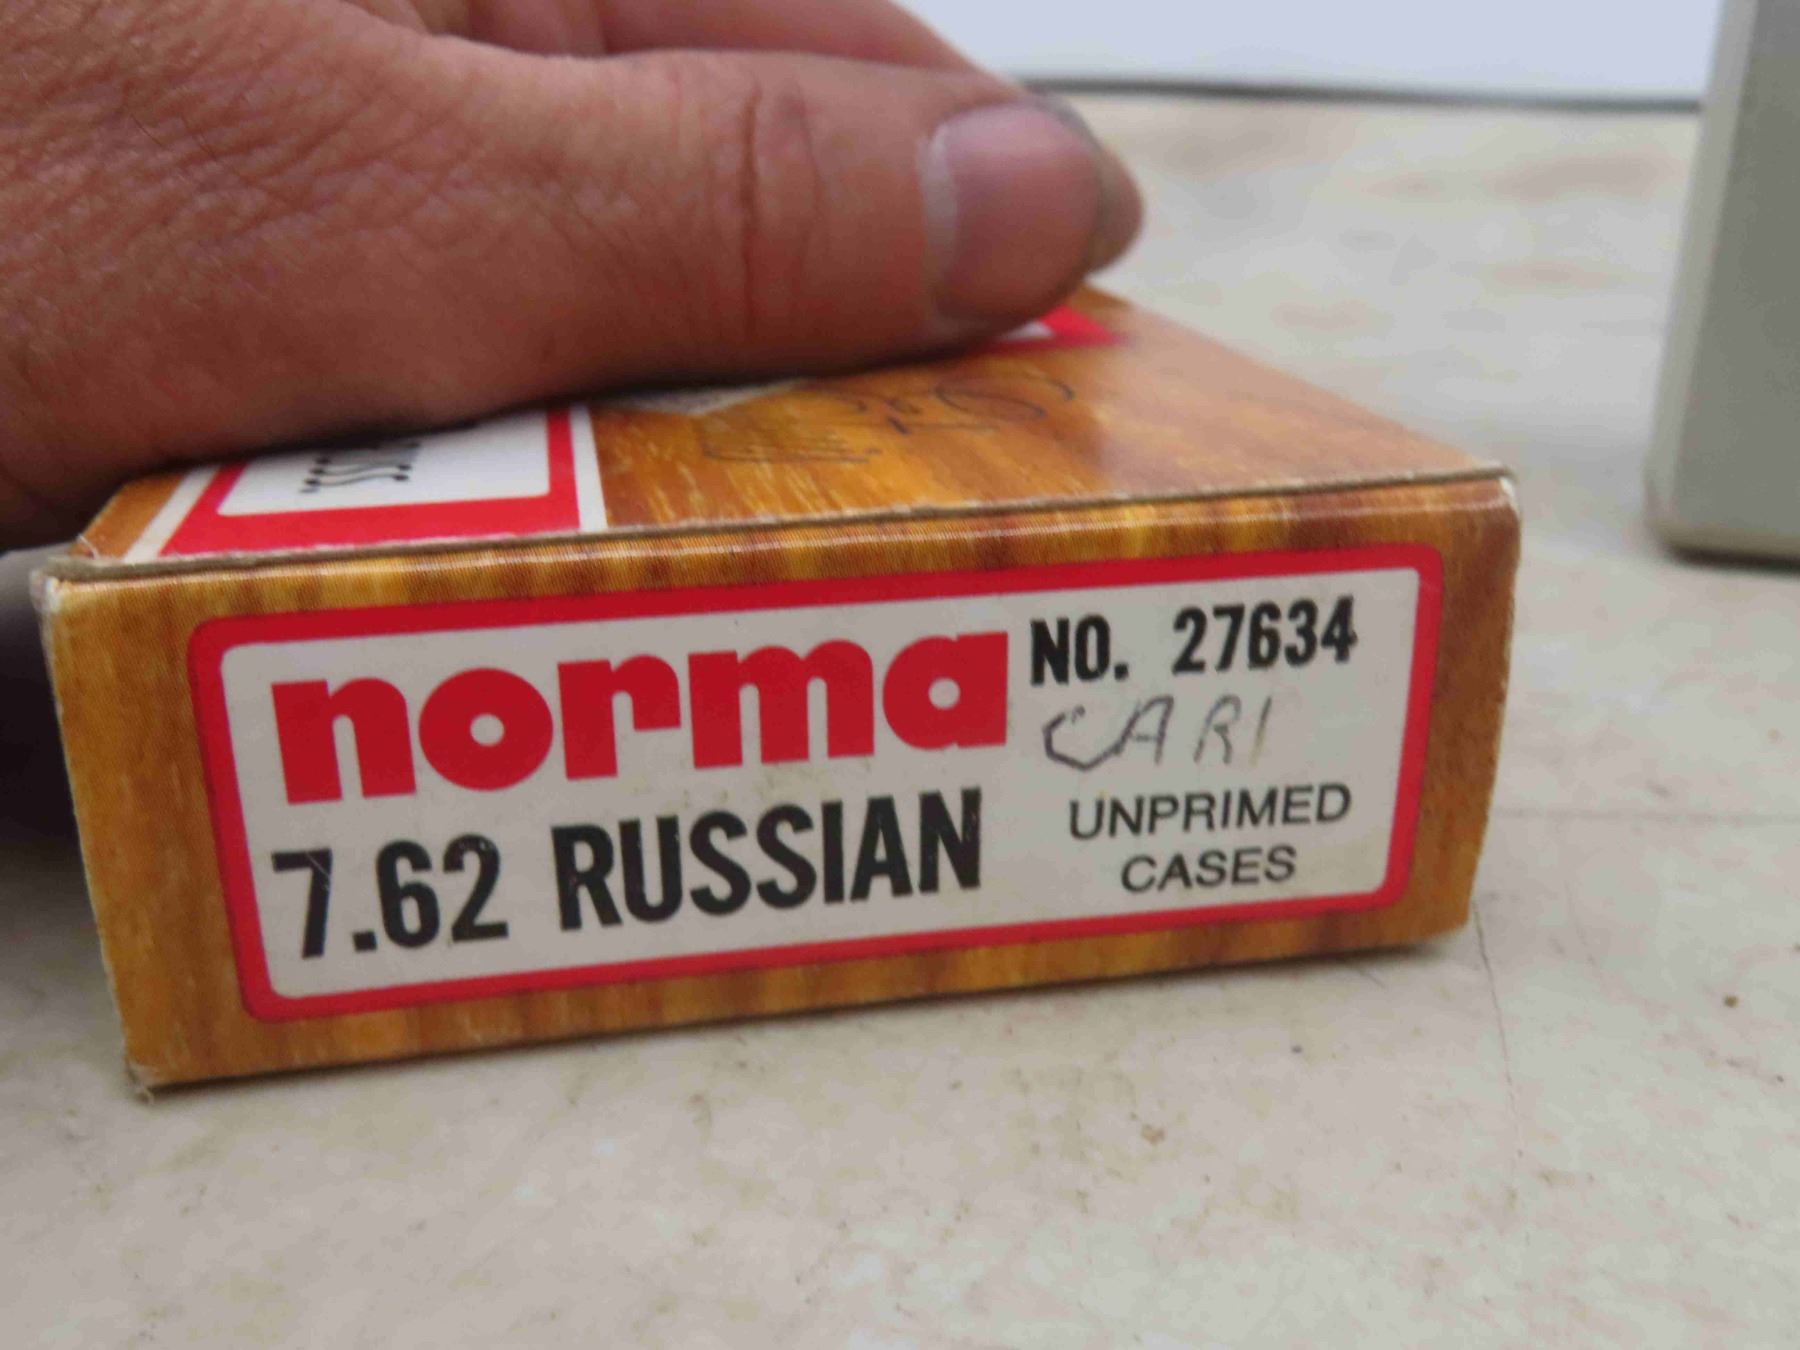 norma
NO. 27634
CARI
7.62 RUSSIAN
UNPRIMED
CASES